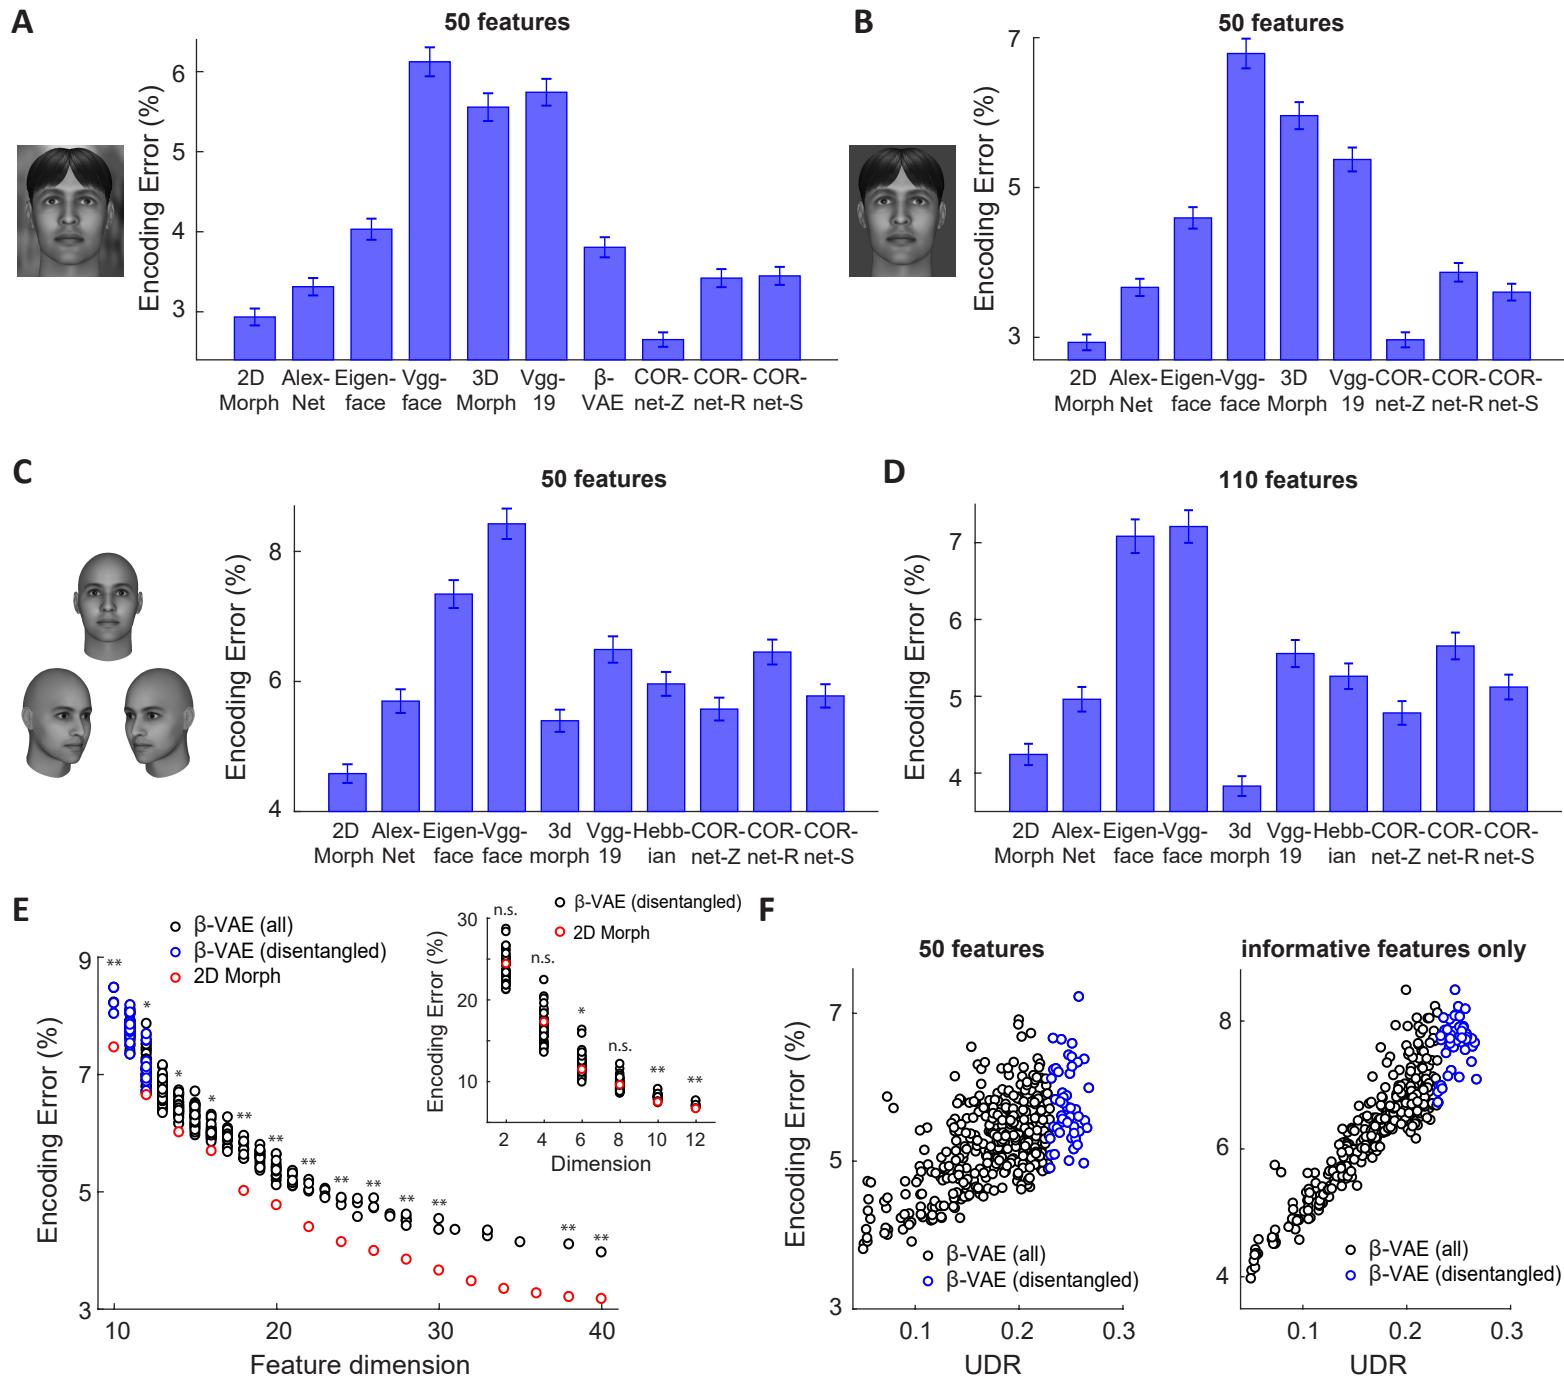 A
50 features
Encoding Error (%)
6
5
4
3
2D Alex- Eigen- Vgg- 3D Vgg- β- COR- COR- COR-
Morph Net face face Morph 19 VAE net-Z net-R net-S
B
50 features
Encoding Error (%)
7
5
3
2D Alex- Eigen- Vgg- 3D Vgg- COR- COR- COR-
Morph Net face face Morph 19 net-Z net-R net-S
C
50 features
Encoding Error (%)
8
6
4
2D Alex- Eigen- Vgg- 3d Vgg- Hebb- COR- COR- COR-
Morph Net face face morph 19 ian net-Z net-R net-S
D
110 features
Encoding Error (%)
7
6
5
4
2D Alex- Eigen- Vgg- 3d Vgg- Hebb- COR- COR- COR-
Morph Net face face morph 19 ian net-Z net-R net-S
E
β-VAE (all)
β-VAE (disentangled)
2D Morph
Encoding Error (%)
9
7
5
3
** * * * ** ** ** ** ** ** ** ** **
10 20 30 40
Feature dimension
β-VAE (disentangled)
2D Morph
Encoding Error (%)
30
20
10
n.s. n.s. * n.s. ** **
2 4 6 8 10 12
Dimension
F
50 features
Encoding Error (%)
7
5
3
β-VAE (all)
β-VAE (disentangled)
0.1 0.2 0.3
UDR
informative features only
8
6
4
β-VAE (all)
β-VAE (disentangled)
0.1 0.2 0.3
UDR